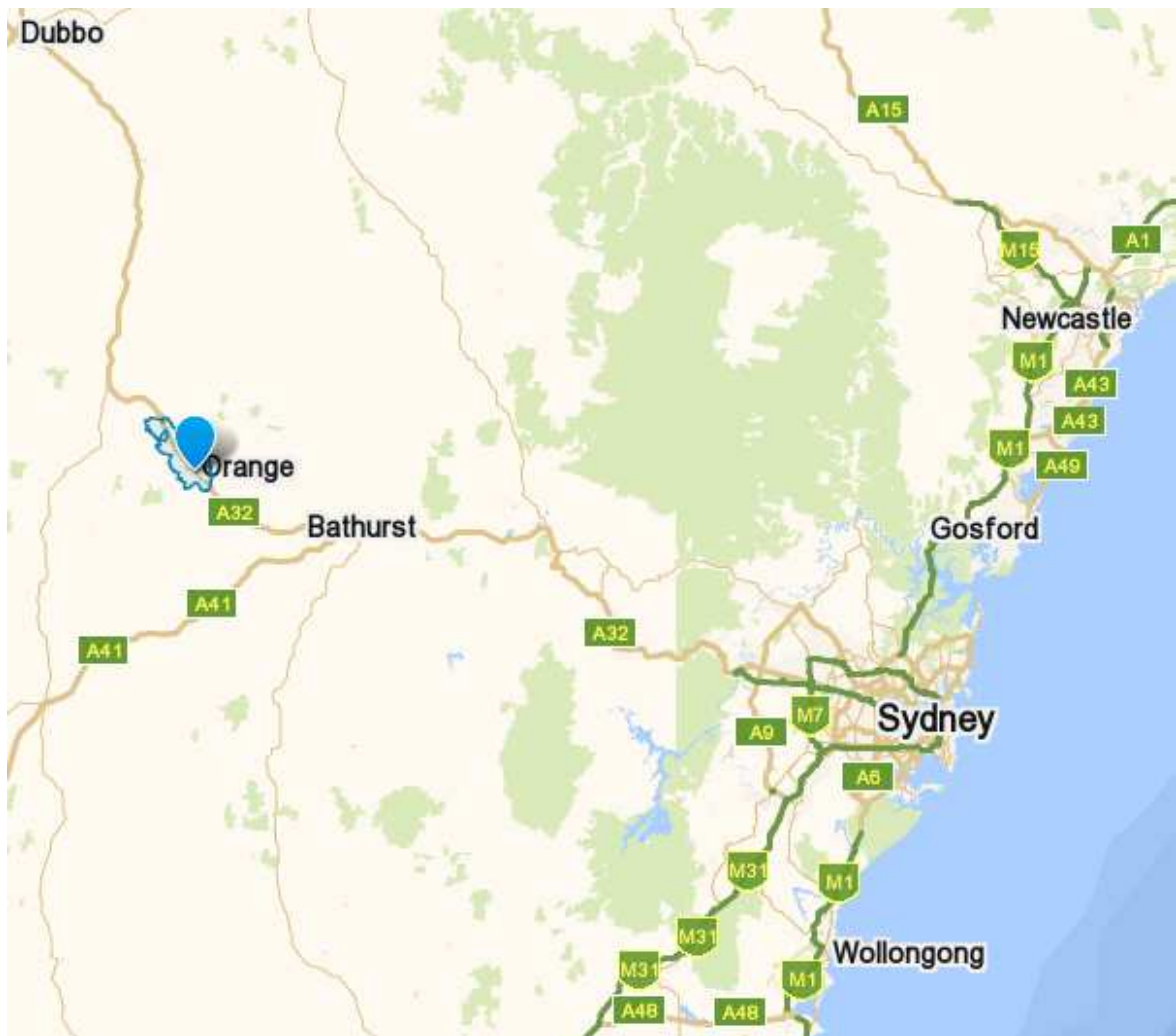 Dubbo
A15
A1
M15
Newcastle
M1
A43
A43
M1
A49
Orange
A32
Bathurst
Gosford
A41
A41
A32
M7
Sydney
A9
A6
M31
M1
M31
Wollongong
M31
M1
A48
A48